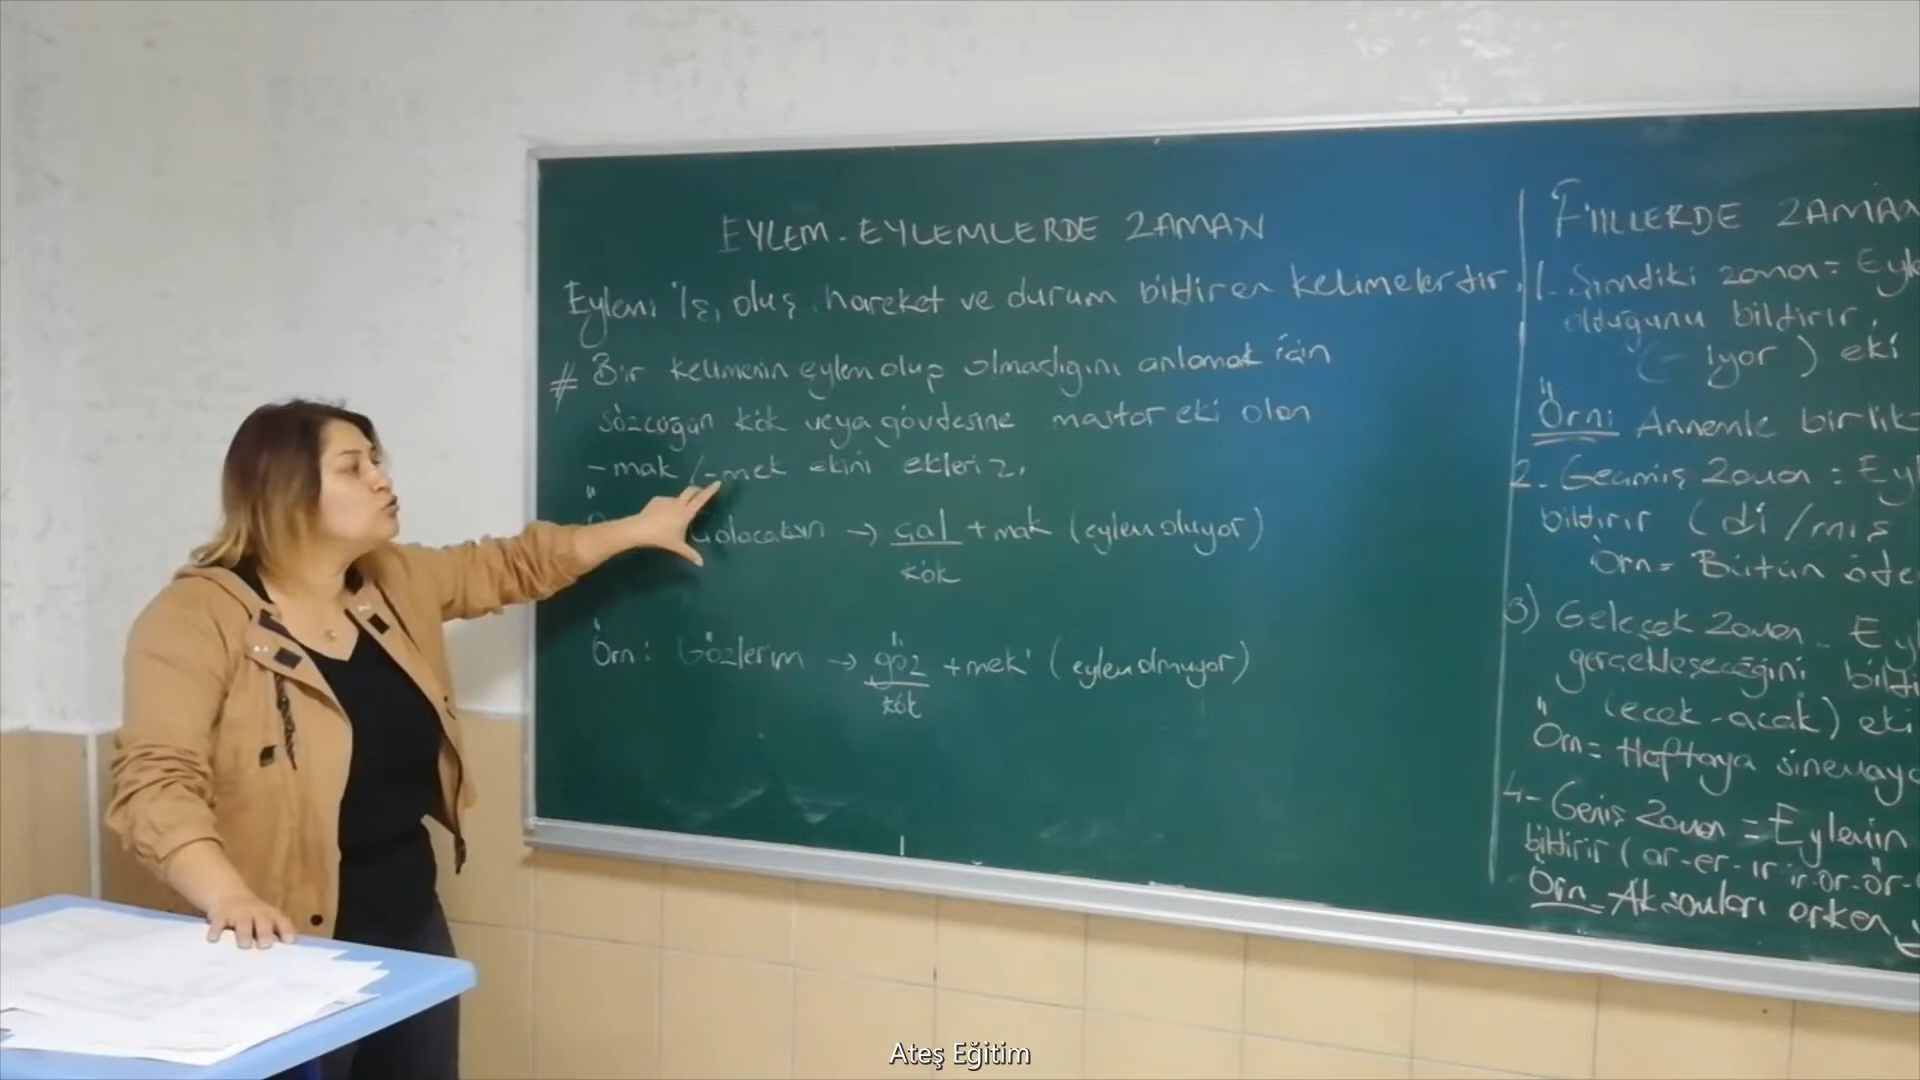 EYLEM - EYLEMLERDE ZAMAN
Eylem: İş, oluş, hareket ve durum bildiren kelimelerdir.
# Bir kelimenin eylem olup olmadığını anlamak için
sözcüğün kök veya gövdesine mastar eki olan
-mak / -mek ekini ekleriz.
→ çal + mak (eylem oluyor)
kök
Örn: Gözlerim → göz + mek (eylem olmuyor)
kök
FİİLLERDE ZAMAN
1- Şimdiki zaman = Eyle
olduğunu bildirir.
(- iyor) eki
Örn: Annemle birlik
2- Geçmiş Zaman = Eyl
bildirir (di/mış
Örn = Bütün öde
3) Gelecek Zaman - Ey
gerçekleşeceğini bildi
(ecek-acak) eki
Örn = Haftaya sinemaya
4- Geniş Zaman = Eylemin
bildirir (ar-er-ır-ir-or-ör-
Örn = Akşamları erken
Ateş Eğitim